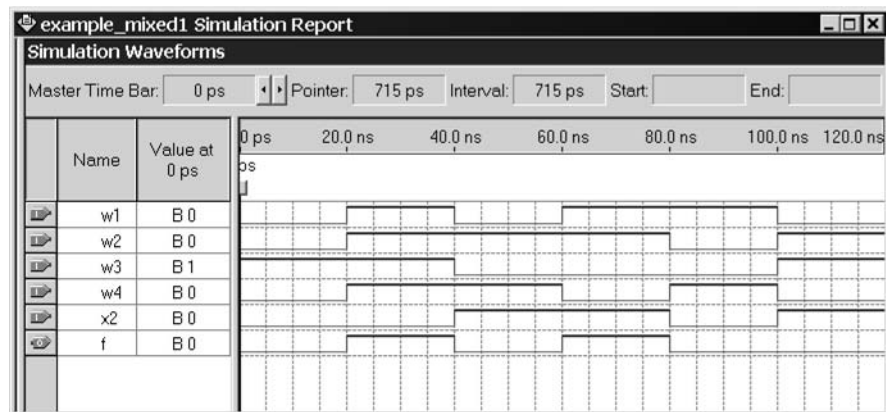 example_mixed1 Simulation Report
Simulation Waveforms
Master Time Bar: 0 ps Pointer: 715 ps Interval: 715 ps Start: End:
Name Value at 0 ps 0 ps 20.0 ns 40.0 ns 60.0 ns 80.0 ns 100.0 ns 120.0 ns
ps
w1 B 0
w2 B 0
w3 B 1
w4 B 0
x2 B 0
f B 0